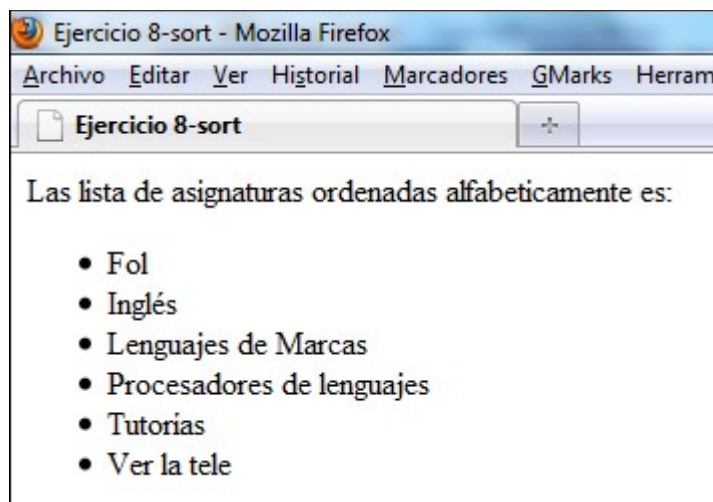 Ejercicio 8-sort - Mozilla Firefox
Archivo Editar Ver Historial Marcadores GMarks Herram
Ejercicio 8-sort
Las lista de asignaturas ordenadas alfabeticamente es:
• Fol
• Inglés
• Lenguajes de Marcas
• Procesadores de lenguajes
• Tutorias
• Ver la tele